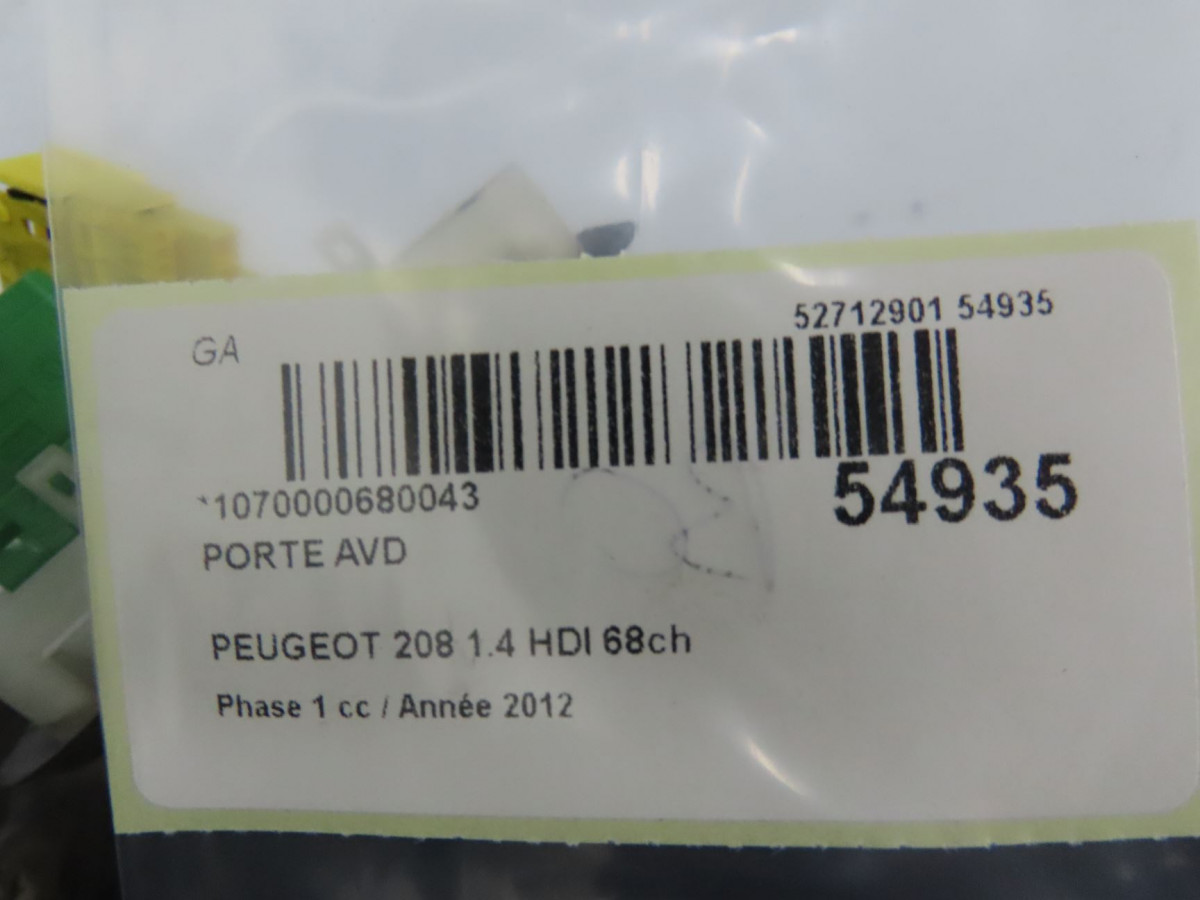 52712901 54935
GA
54935
*1070000680043
PORTE AVD
PEUGEOT 208 1.4 HDI 68ch
Phase 1 cc / Année 2012